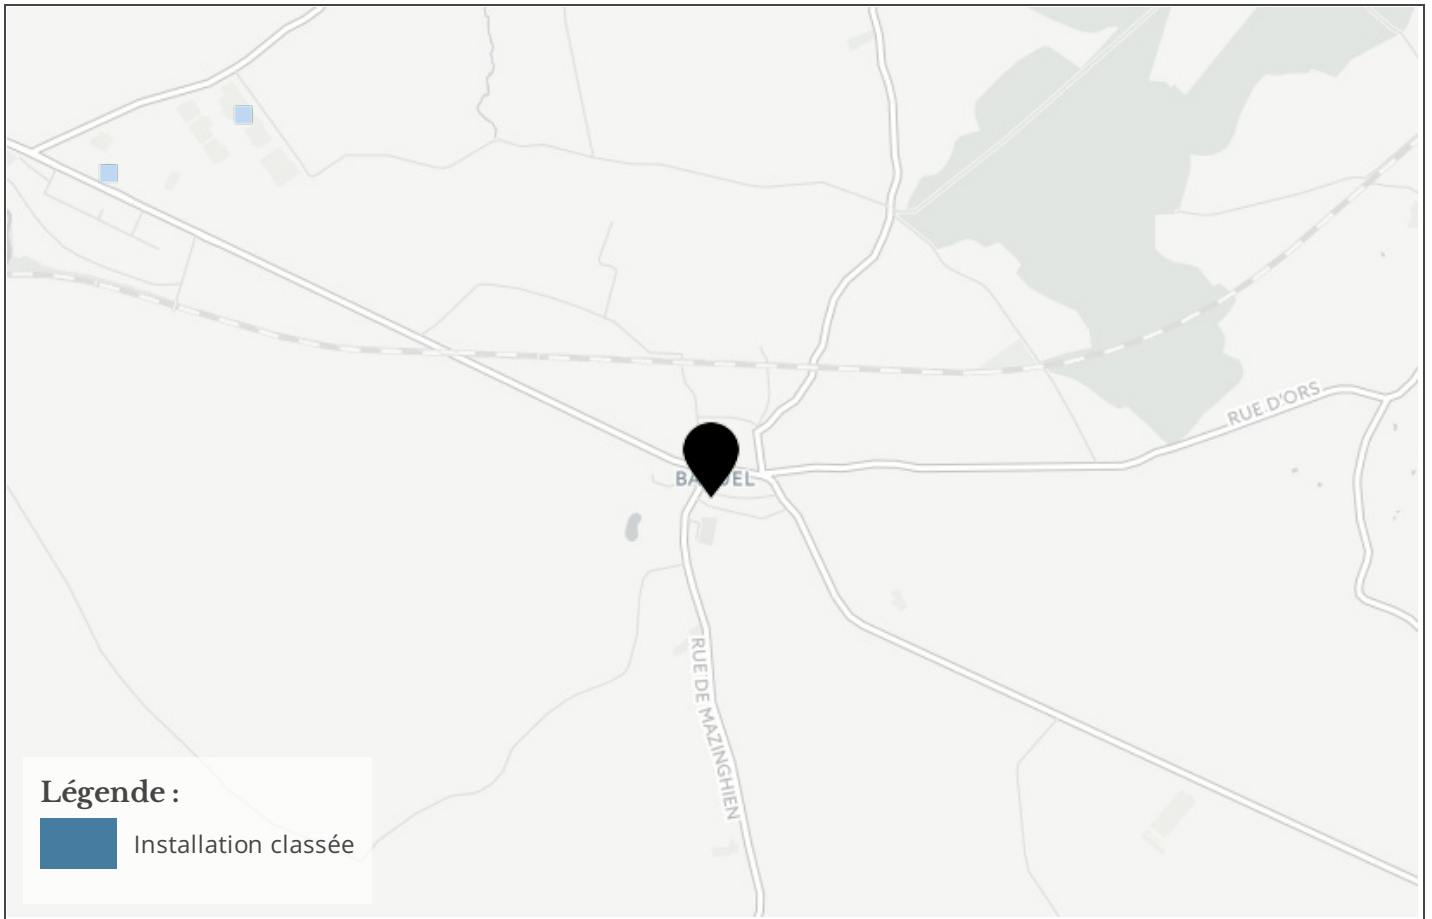 RUE D'ORS
RUE DE MAZINGHIEN
Légende :
Installation classée